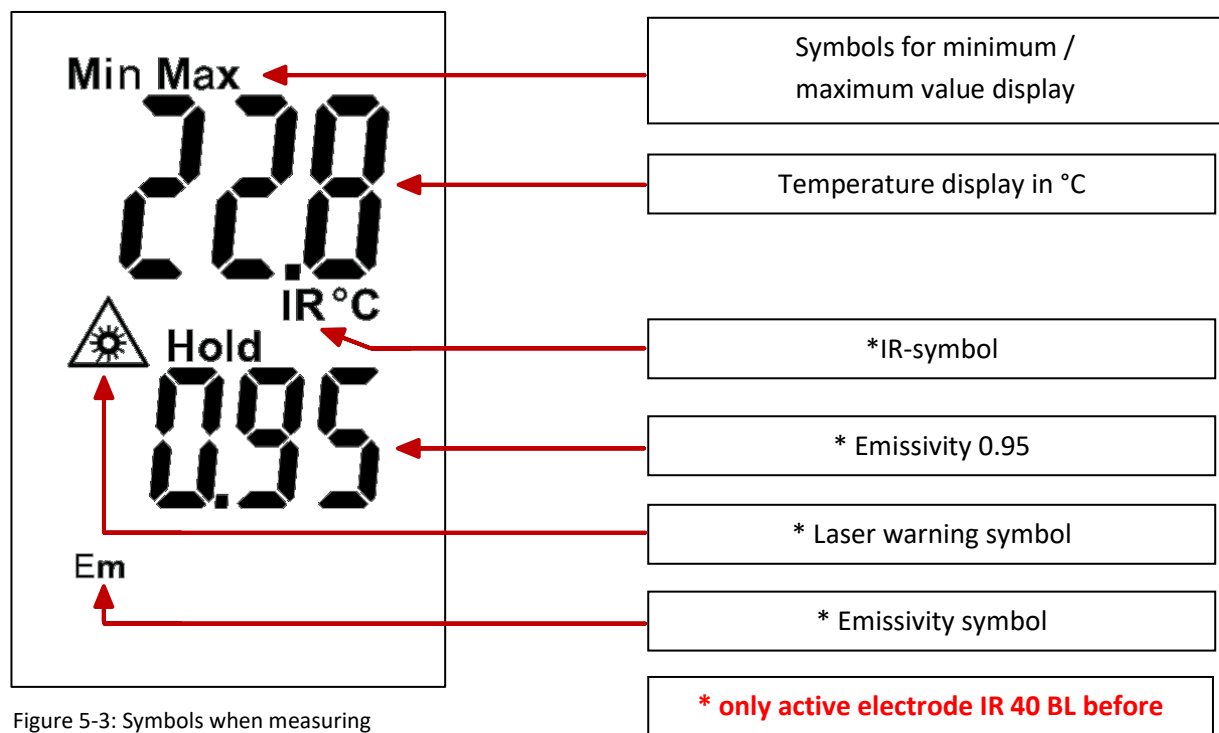 Min Max
22.8
IR °C
Hold
0.95
Em
Symbols for minimum /
maximum value display
Temperature display in °C
*IR-symbol
* Emissivity 0.95
* Laser warning symbol
* Emissivity symbol
* only active electrode IR 40 BL before
Figure 5-3: Symbols when measuring